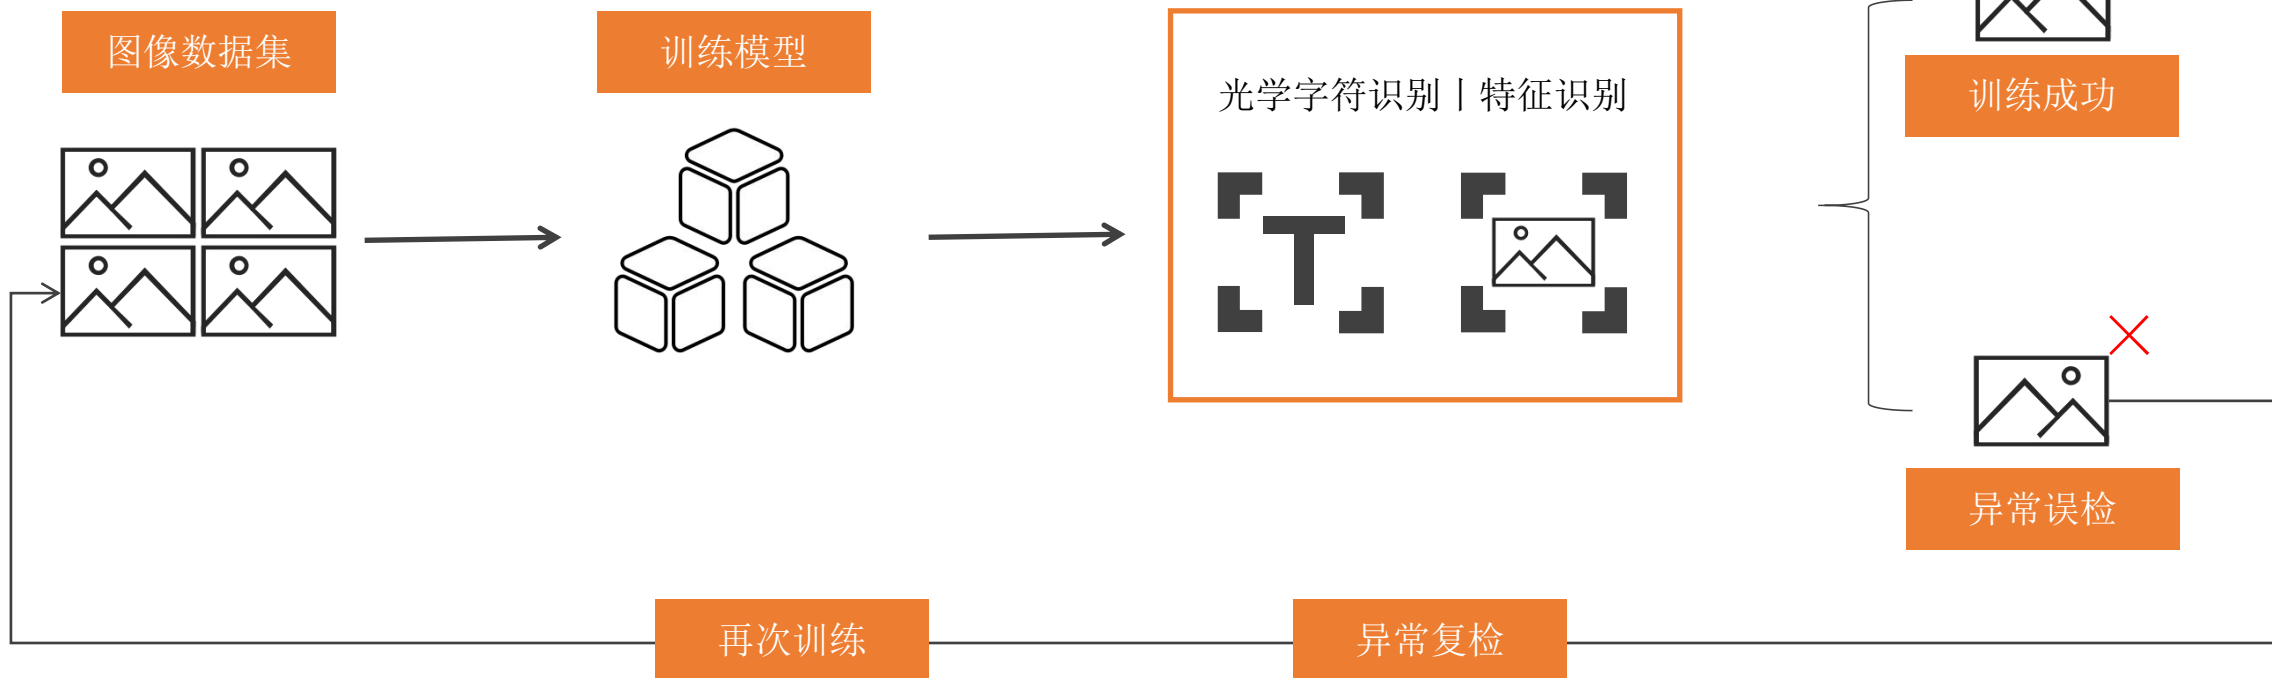 图像数据集
训练模型
光学字符识别丨特征识别
训练成功
异常误检
再次训练
异常复检